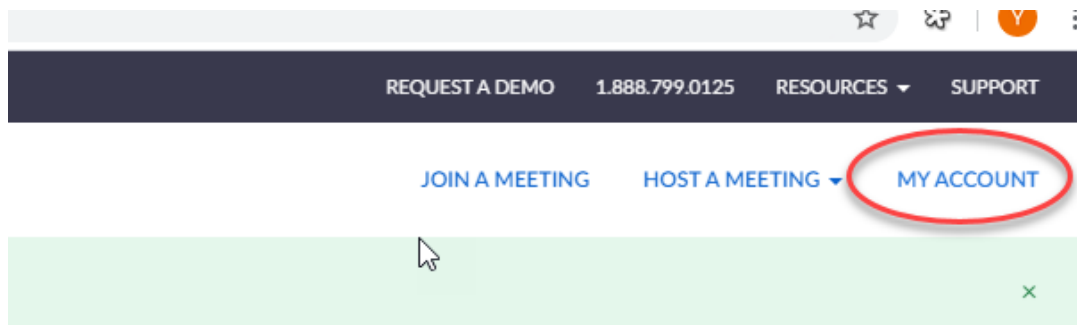 Y
REQUEST A DEMO 1.888.799.0125 RESOURCES SUPPORT
JOIN A MEETING HOST A MEETING MY ACCOUNT
×